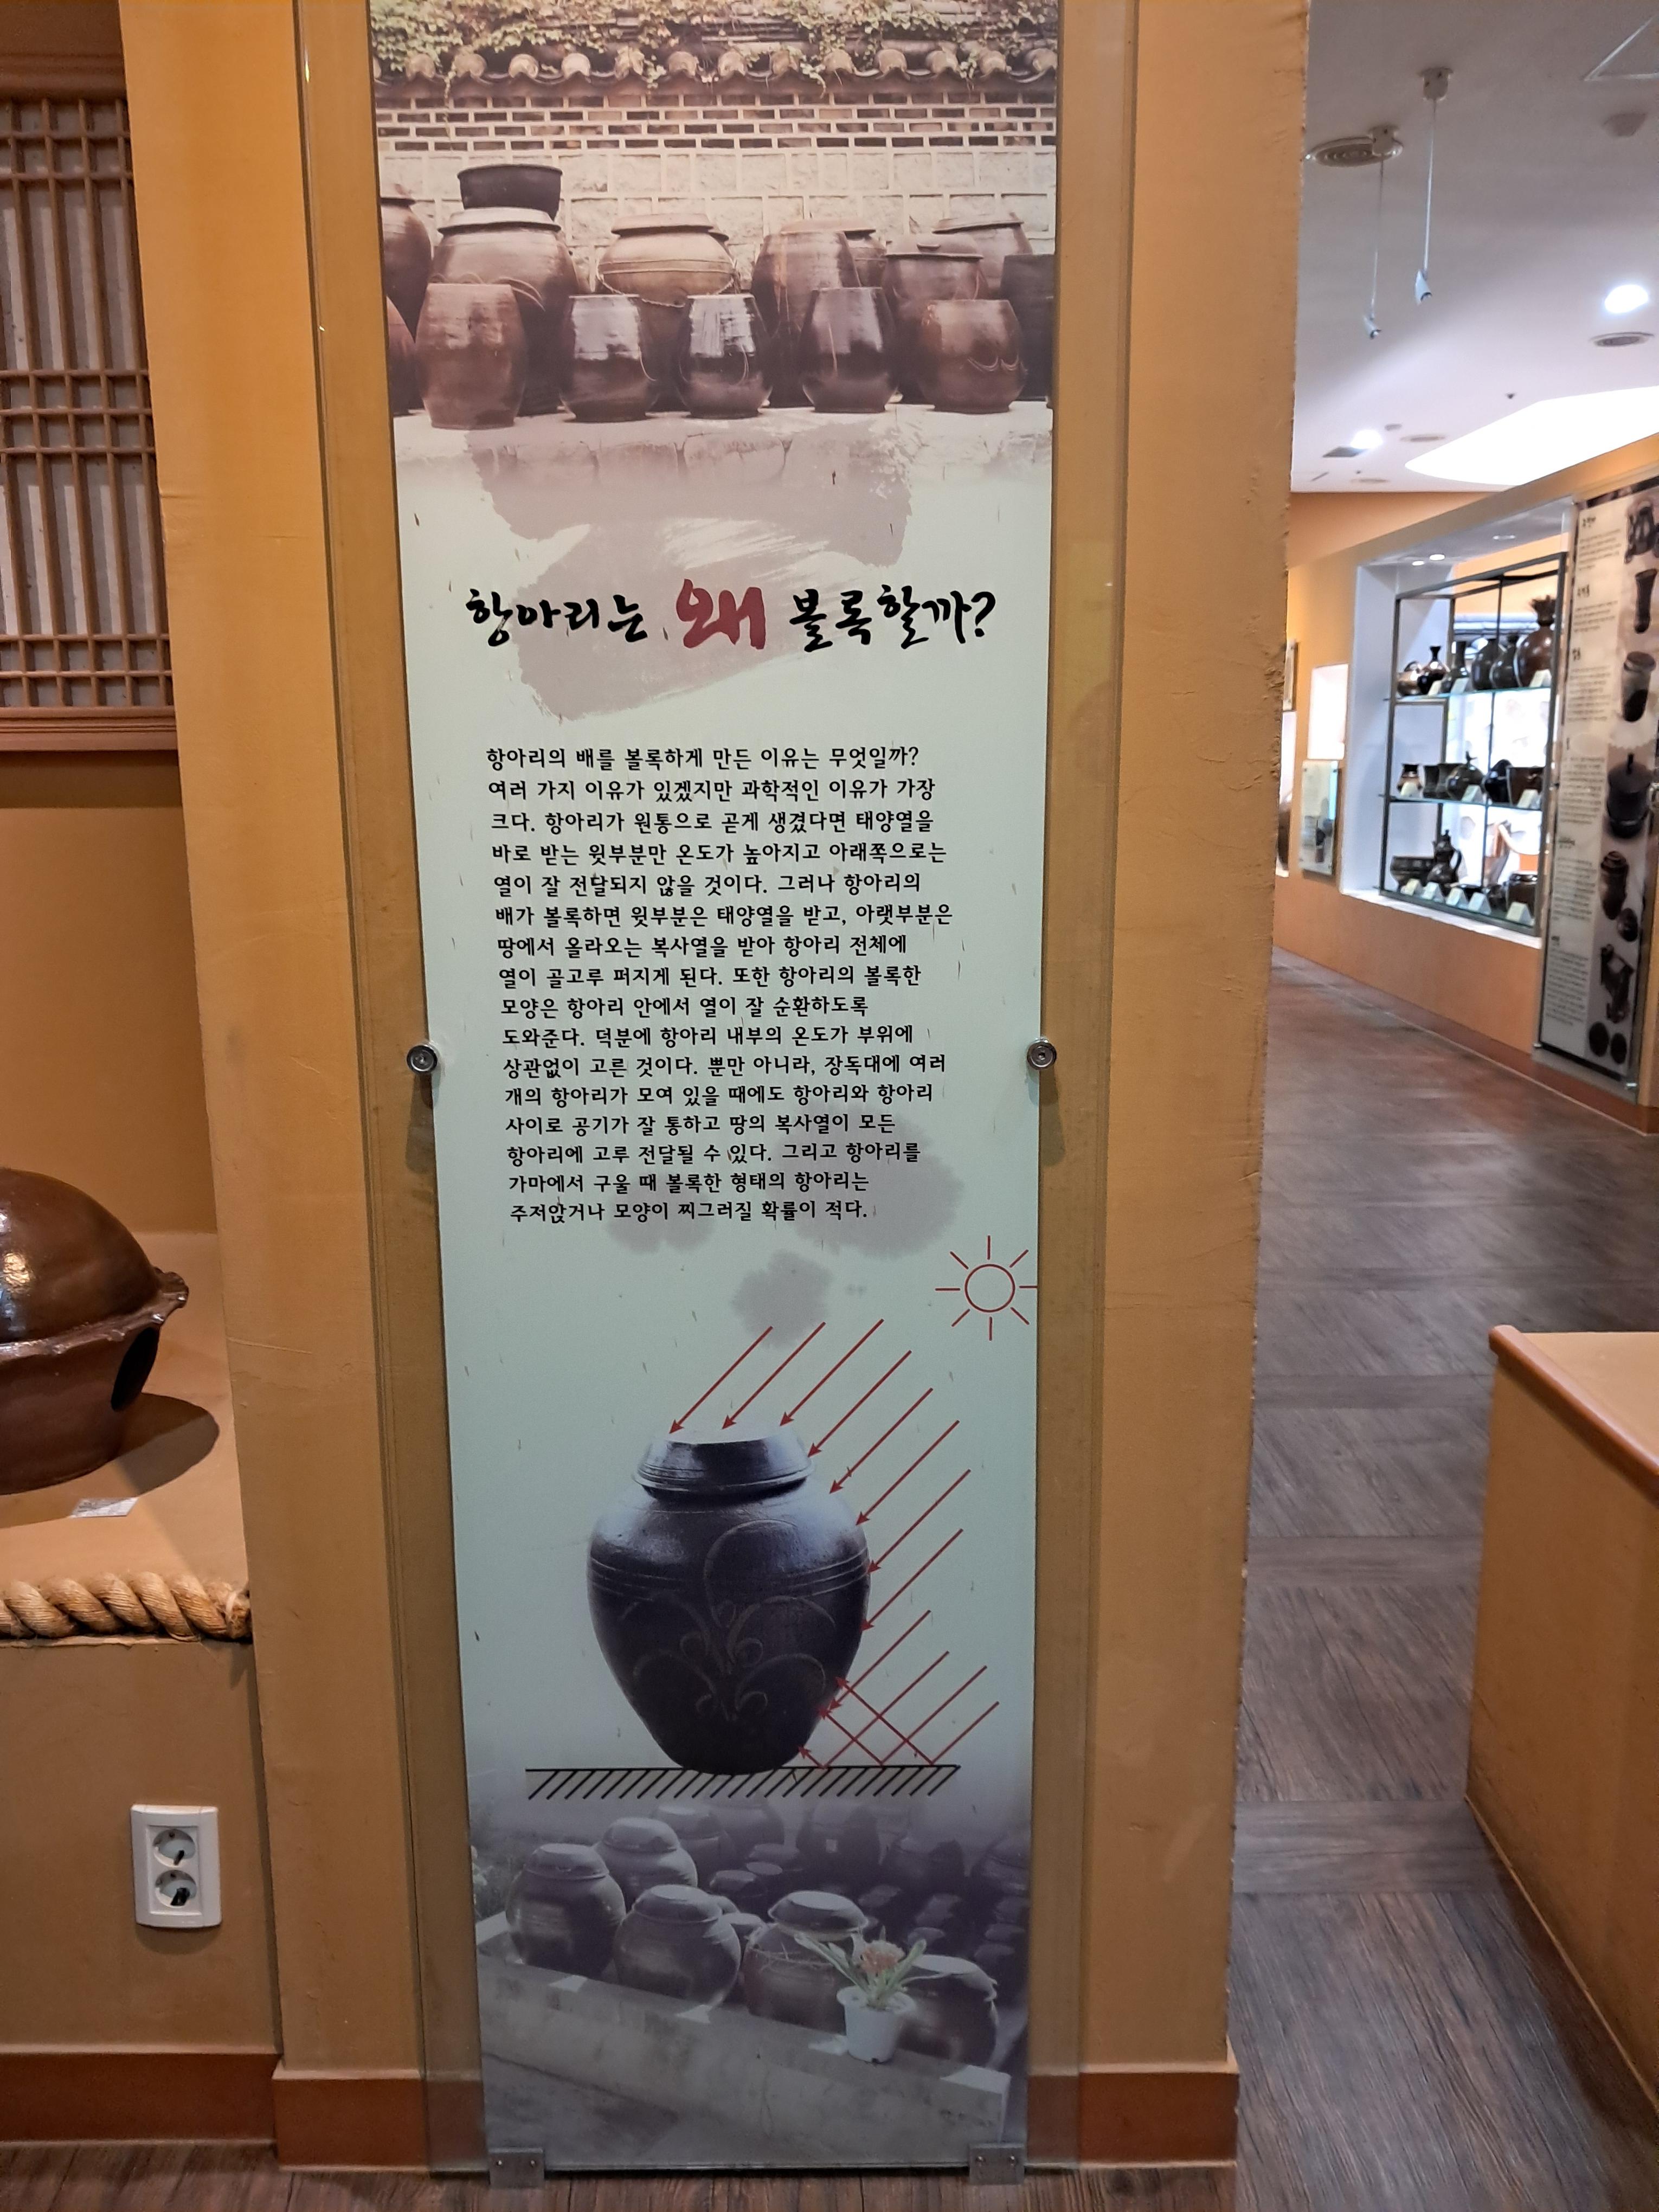 항아리는 왜 볼록할까?
항아리의 배를 볼록하게 만든 이유는 무엇일까?
여러 가지 이유가 있겠지만 과학적인 이유가 가장
크다. 항아리가 원통으로 곧게 생겼다면 태양열을
바로 받는 윗부분만 온도가 높아지고 아래쪽으로는
열이 잘 전달되지 않을 것이다. 그러나 항아리의
배가 볼록하면 윗부분은 태양열을 받고, 아랫부분은
땅에서 올라오는 복사열을 받아 항아리 전체에
열이 골고루 퍼지게 된다. 또한 항아리의 볼록한
모양은 항아리 안에서 열이 잘 순환하도록
도와준다. 덕분에 항아리 내부의 온도가 부위에
상관없이 고른 것이다. 뿐만 아니라, 장독대에 여러
개의 항아리가 모여 있을 때에도 항아리와 항아리
사이로 공기가 잘 통하고 땅의 복사열이 모든
항아리에 고루 전달될 수 있다. 그리고 항아리를
가마에서 구울 때 볼록한 형태의 항아리는
주저앉거나 모양이 찌그러질 확률이 적다.